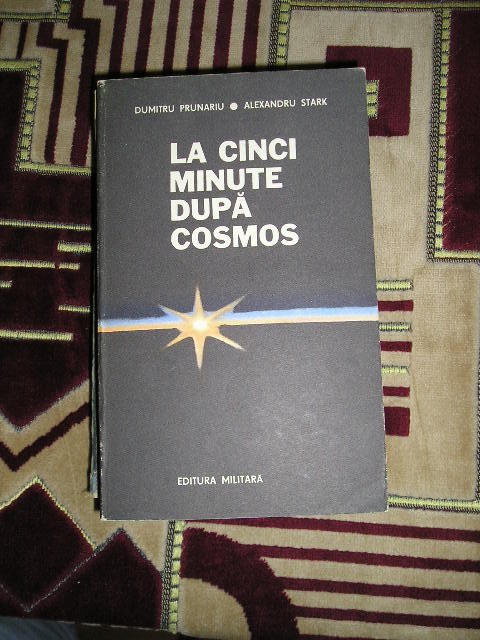 DUMITRU PRUNARIU ● ALEXANDRU STARK
LA CINCI
MINUTE
DUPĂ
COSMOS
EDITURA MILITARĂ